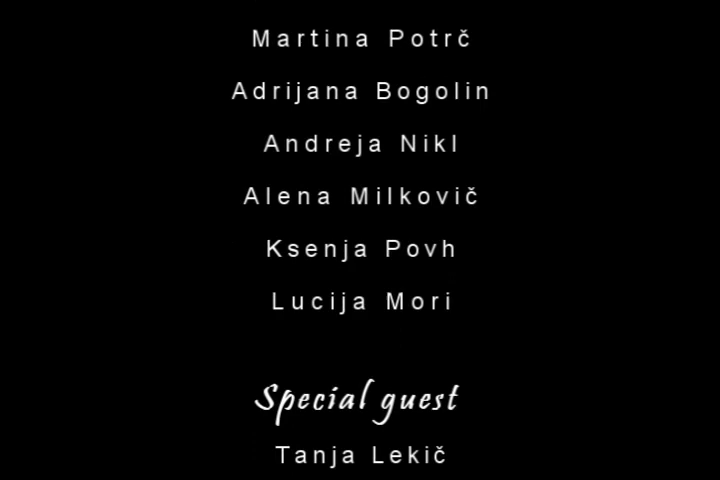 Martina Potrč
Adrijana Bogolin
Andreja Nikl
Alena Milkovič
Ksenja Povh
Lucija Mori
Special guest
Tanja Lekič